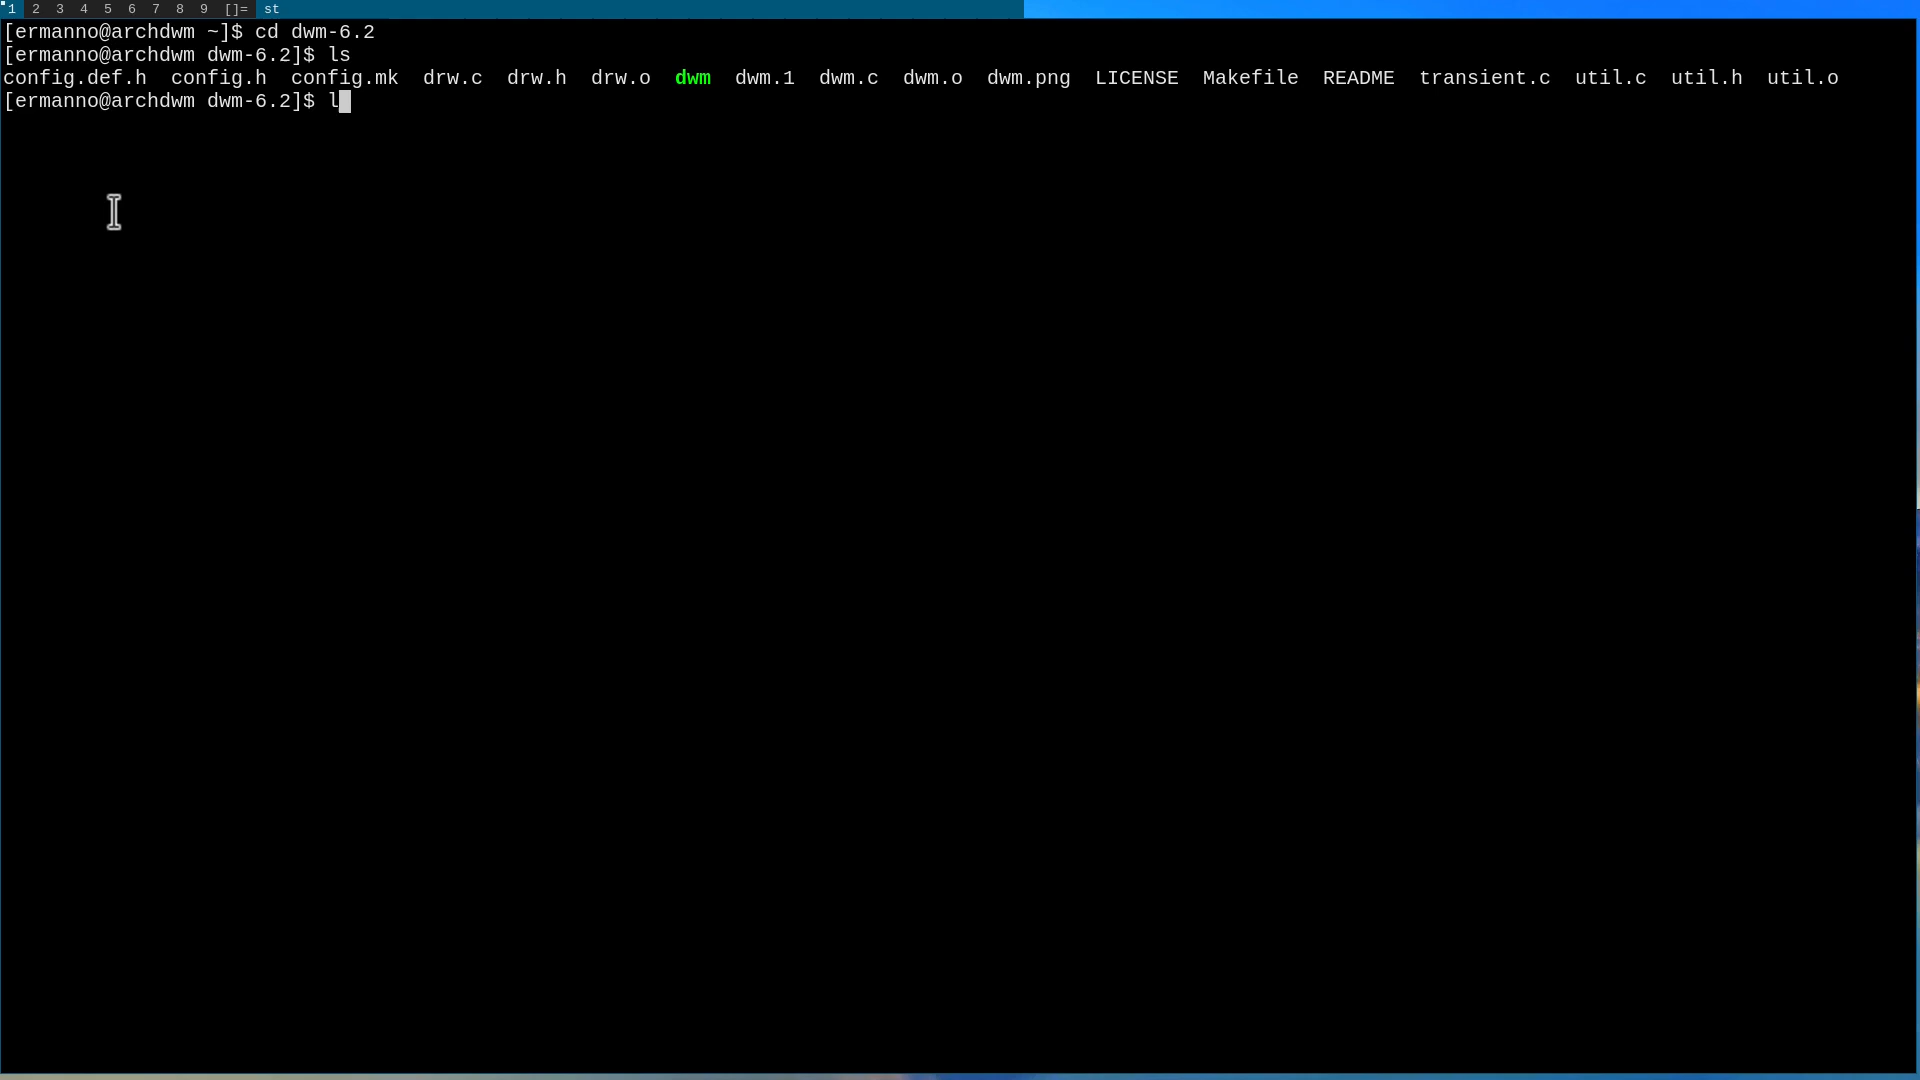 1 2 3 4 5 6 7 8 9 []= st
[ermanno@archdwm ~]$ cd dwm-6.2
[ermanno@archdwm dwm-6.2]$ ls
config.def.h  config.h  config.mk  drw.c  drw.h  drw.o  dwm  dwm.1  dwm.c  dwm.o  dwm.png  LICENSE  Makefile  README  transient.c  util.c  util.h  util.o
[ermanno@archdwm dwm-6.2]$ l